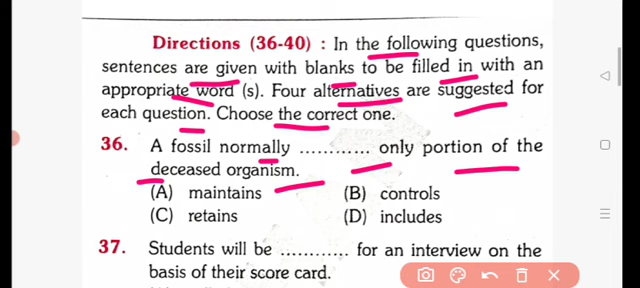 Directions (36-40) : In the following questions,
sentences are given with blanks to be filled in with an
appropriate word (s). Four alternatives are suggested for
each question. Choose the correct one.
36. A fossil normally ............ only portion of the
deceased organism.
(A) maintains (B) controls
(C) retains (D) includes
37. Students will be ............ for an interview on the
basis of their score card.